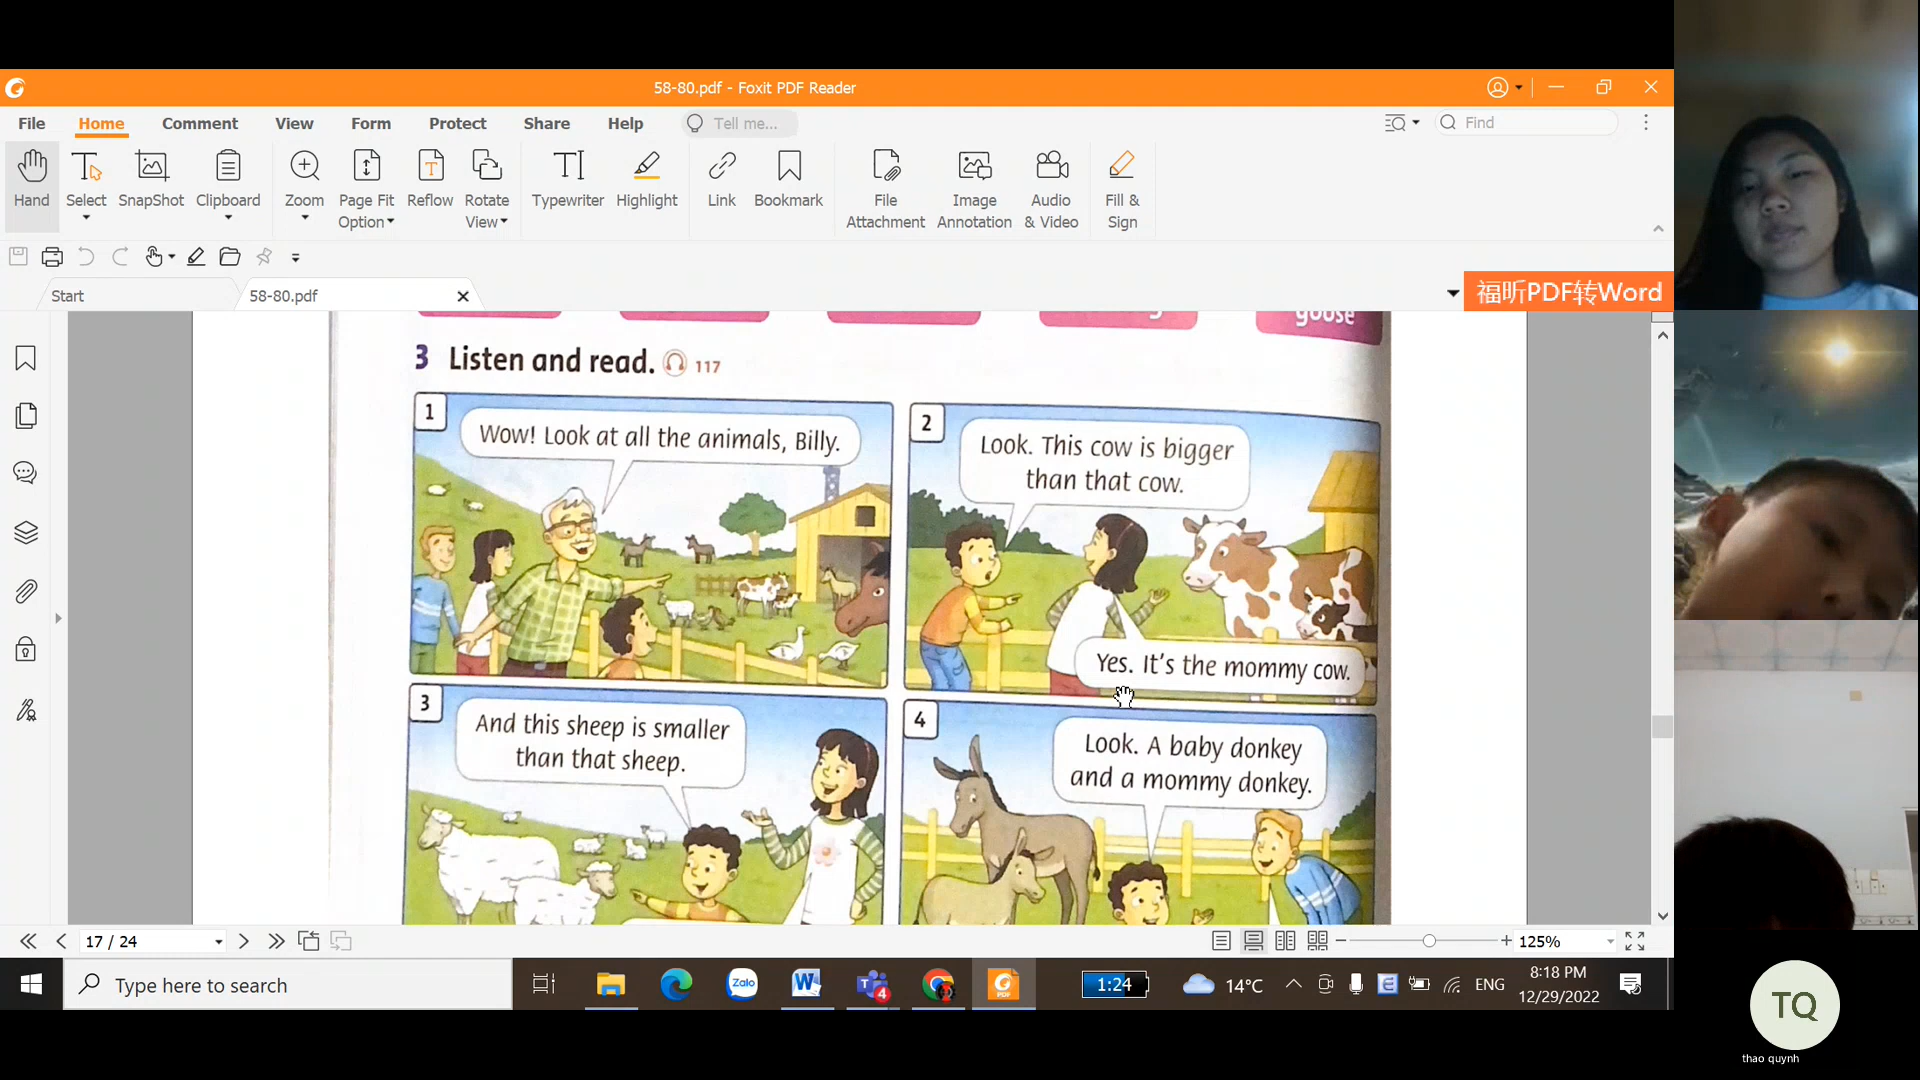 58-80.pdf - Foxit PDF Reader
File Home Comment View Form Protect Share Help Tell me... Find
Hand Select SnapShot Clipboard Zoom Page Fit Option Reflow Rotate View Typewriter Highlight Link Bookmark File Attachment Image Annotation Audio & Video Fill & Sign
Start 58-80.pdf 福昕PDF转Word
goose
3 Listen and read. 117
1
Wow! Look at all the animals, Billy.
2
Look. This cow is bigger
than that cow.
Yes. It's the mommy cow.
3
And this sheep is smaller
than that sheep.
4
Look. A baby donkey
and a mommy donkey.
17 / 24 125%
Type here to search
Zalo
4
PDF
1:24
14°C
ENG
8:18 PM
12/29/2022
TQ
thao quynh